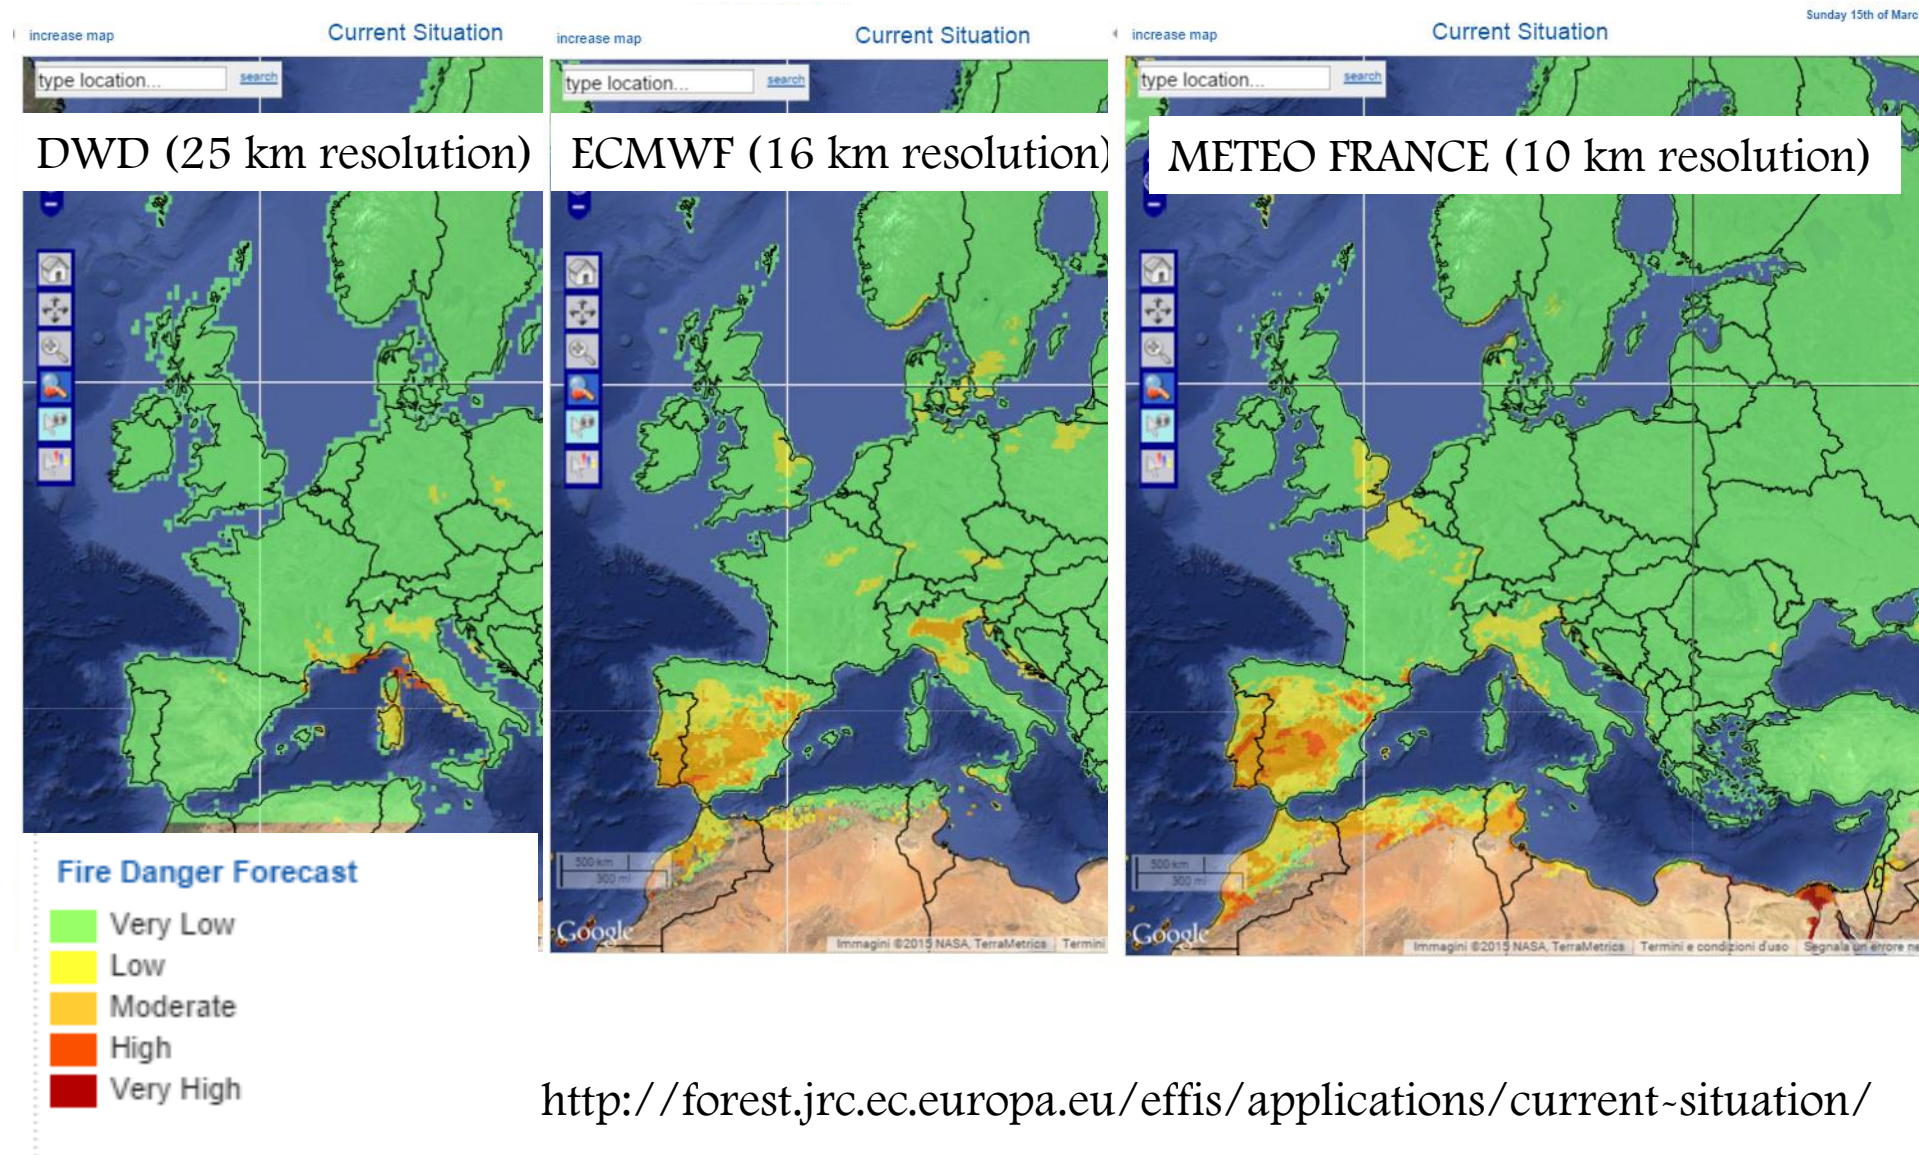 Sunday 15th of Marc
increase map
Current Situation
type location...
search
DWD (25 km resolution)
increase map
Current Situation
type location...
search
ECMWF (16 km resolution)
500 km
300 mi
Google
Immagini ©2015 NASA, TerraMetrics
Termini
increase map
Current Situation
type location...
search
METEO FRANCE (10 km resolution)
500 km
300 mi
Google
Immagini ©2015 NASA, TerraMetrics
Termini e condizioni d'uso
Segnala un errore ne
Fire Danger Forecast
Very Low
Low
Moderate
High
Very High
http://forest.jrc.ec.europa.eu/effis/applications/current-situation/